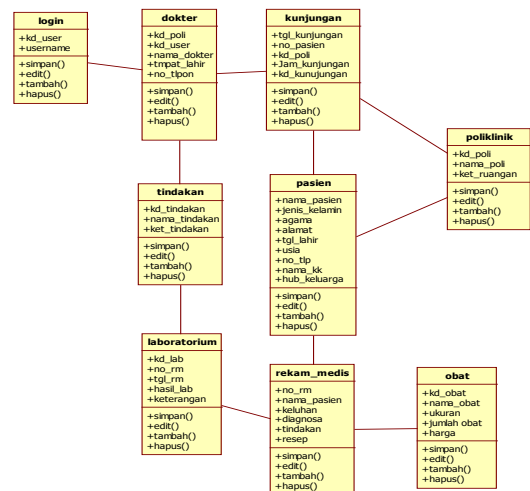 login
+kd_user
+username
+simpan()
+edit()
+tambah()
+hapus()
dokter
+kd_poli
+kd_user
+nama_dokter
+tmpat_lahir
+no_tlpon
+simpan()
+edit()
+tambah()
+hapus()
kunjungan
+tgl_kunjungan
+no_pasien
+kd_poli
+Jam_kunjungan
+kd_kunujungan
+simpan()
+edit()
+tambah()
+hapus()
poliklinik
+kd_poli
+nama_poli
+ket_ruangan
+simpan()
+edit()
+tambah()
+hapus()
tindakan
+kd_tindakan
+nama_tindakan
+ket_tindakan
+simpan()
+edit()
+tambah()
+hapus()
pasien
+nama_pasien
+jenis_kelamin
+agama
+alamat
+tgl_lahir
+usia
+no_tlp
+nama_kk
+hub_keluarga
+simpan()
+edit()
+tambah()
+hapus()
laboratorium
+kd_lab
+no_rm
+tgl_rm
+hasil_lab
+keterangan
+simpan()
+edit()
+tambah()
+hapus()
rekam_medis
+no_rm
+nama_pasien
+keluhan
+diagnosa
+tindakan
+resep
+simpan()
+edit()
+tambah()
+hapus()
obat
+kd_obat
+nama_obat
+ukuran
+jumlah obat
+harga
+simpan()
+edit()
+tambah()
+hapus()